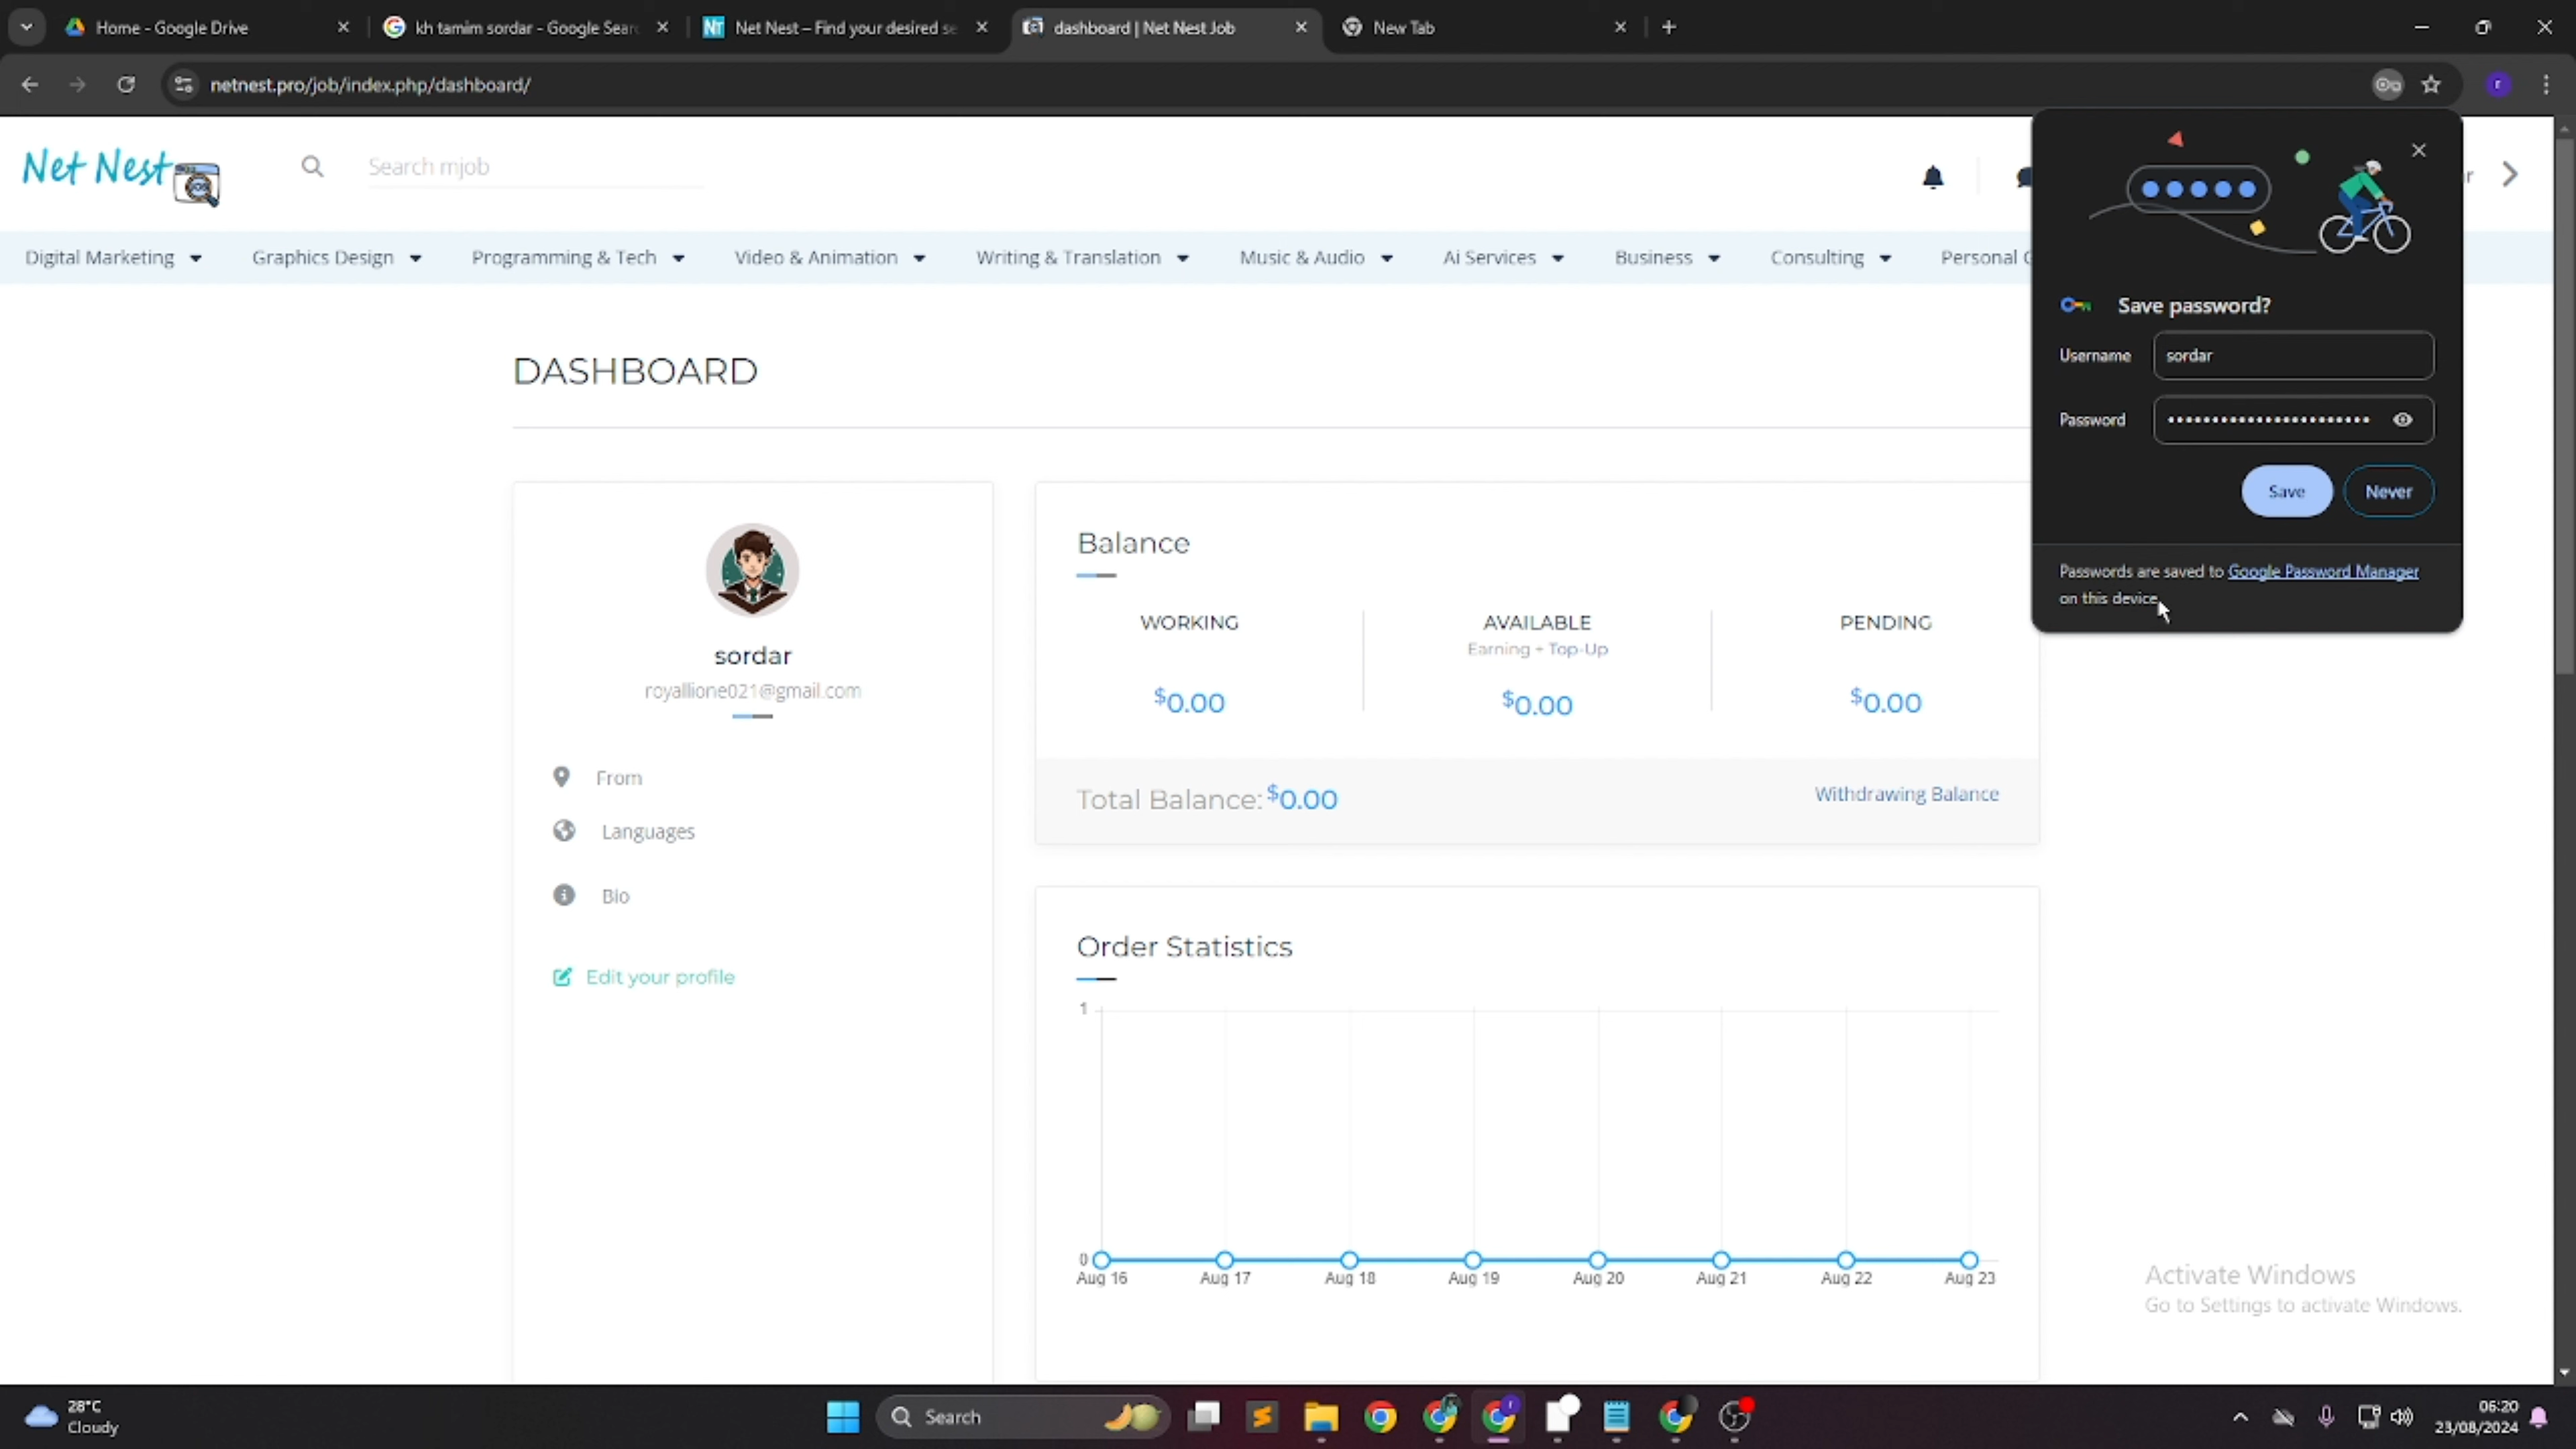 Home - Google Drive
kh tamim sordar - Google Sear
Net Nest – Find your desired se
dashboard | Net Nest Job
New Tab
netnest.pro/job/index.php/dashboard/
Net Nest
Search mjob
Digital Marketing
Graphics Design
Programming & Tech
Video & Animation
Writing & Translation
Music & Audio
Ai Services
Business
Consulting
Personal G
Save password?
Username
sordar
Password
Save
Never
Passwords are saved to Google Password Manager
on this device.
DASHBOARD
sordar
royallione021@gmail.com
From
Languages
Bio
Edit your profile
Balance
WORKING
$0.00
AVAILABLE
Earning + Top-Up
$0.00
PENDING
$0.00
Total Balance: $0.00
Withdrawing Balance
Order Statistics
1
0
Aug 16 Aug 17 Aug 18 Aug 19 Aug 20 Aug 21 Aug 22 Aug 23
Activate Windows
Go to Settings to activate Windows.
28°C
Cloudy
Search
06:20
23/08/2024